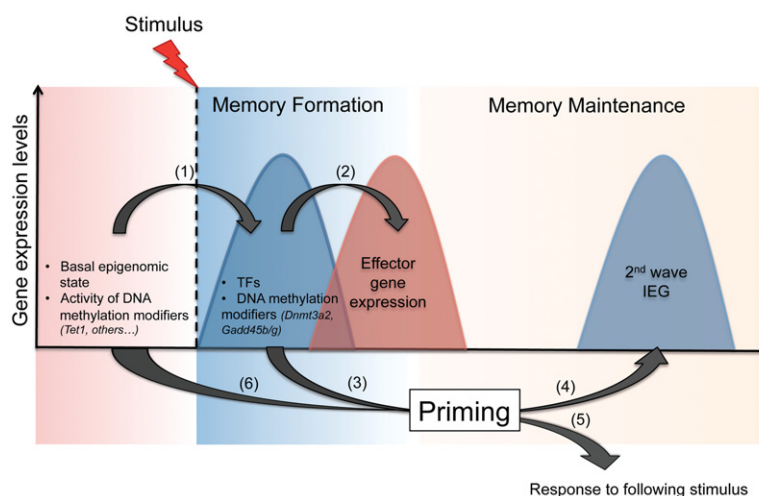 Stimulus
Memory Formation
Memory Maintenance
Gene expression levels
(1)
(2)
• Basal epigenomic
state
• Activity of DNA
methylation modifiers
(Tet1, others…)
• TFs
• DNA methylation
modifiers (Dnmt3a2,
Gadd45b/g)
Effector
gene
expression
2nd wave
IEG
(6)
(3)
(4)
Priming
(5)
Response to following stimulus